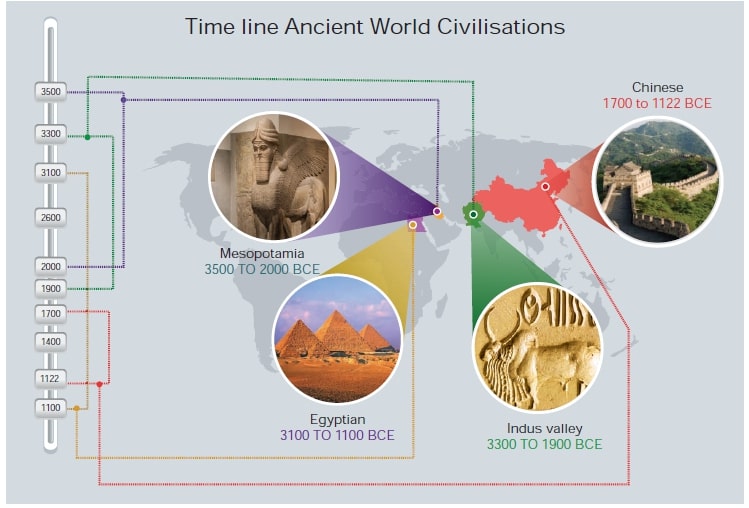 Time line Ancient World Civilisations
3500
3300
3100
2600
2000
1900
1700
1400
1122
1100
Chinese
1700 to 1122 BCE
Mesopotamia
3500 TO 2000 BCE
Egyptian
3100 TO 1100 BCE
Indus valley
3300 TO 1900 BCE